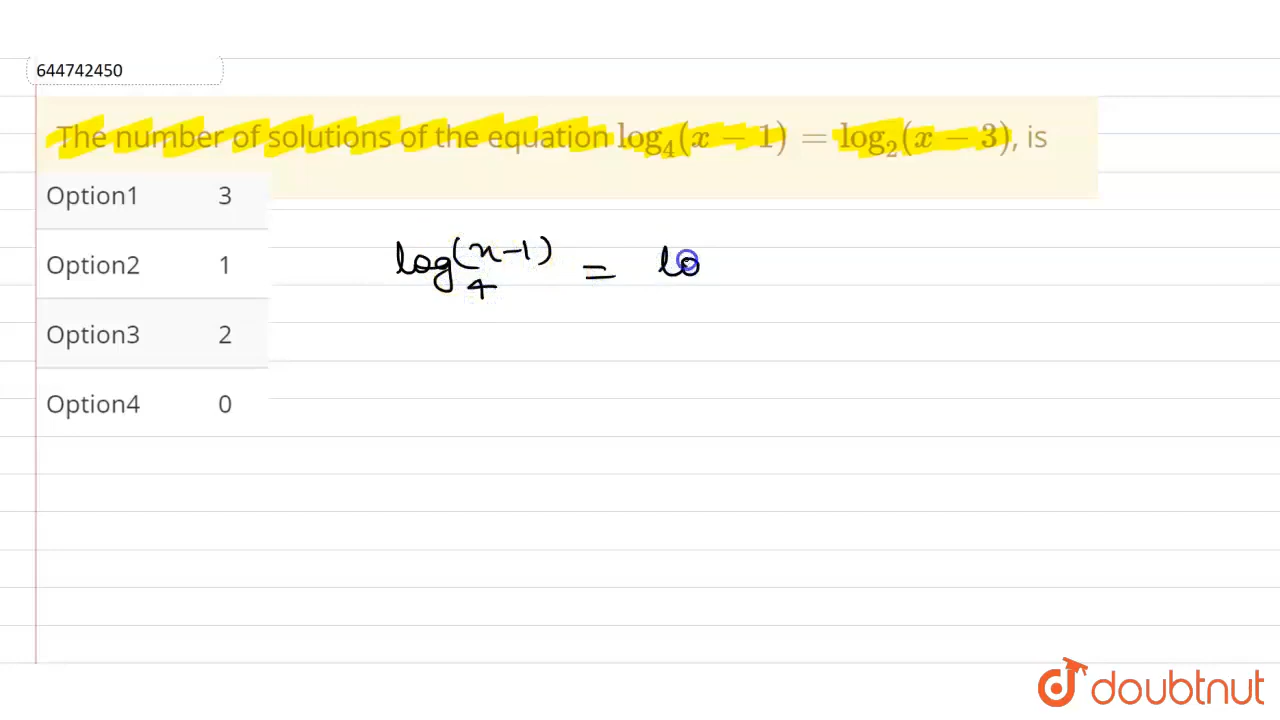 644742450
The number of solutions of the equation log₄(x − 1) = log₂(x − 3), is
Option1 3
Option2 1
Option3 2
Option4 0
log₄(x-1) = lo
doubtnut